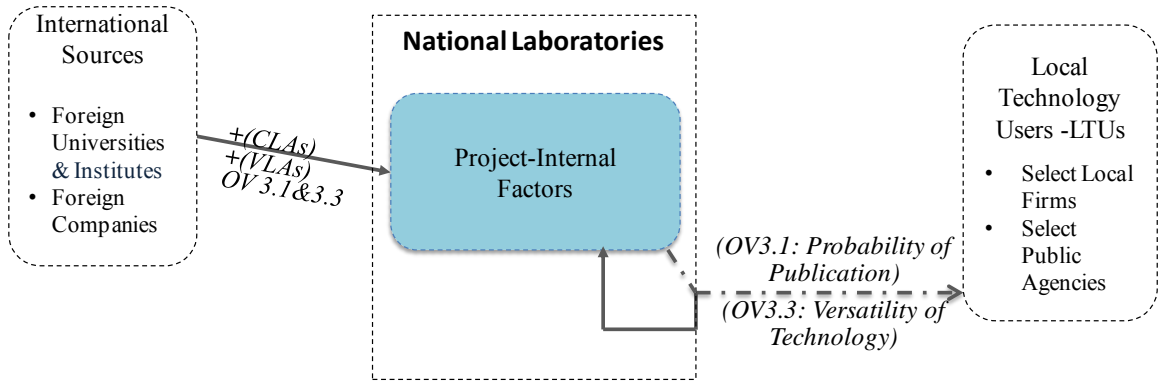 International
Sources
• Foreign
Universities
& Institutes
• Foreign
Companies
+(CLAs)
+(VLAs)
OV 3.1&3.3
National Laboratories
Project-Internal
Factors
(OV3.1: Probability of
Publication)
(OV3.3: Versatility of
Technology)
Local
Technology
Users -LTUs
• Select Local
Firms
• Select
Public
Agencies